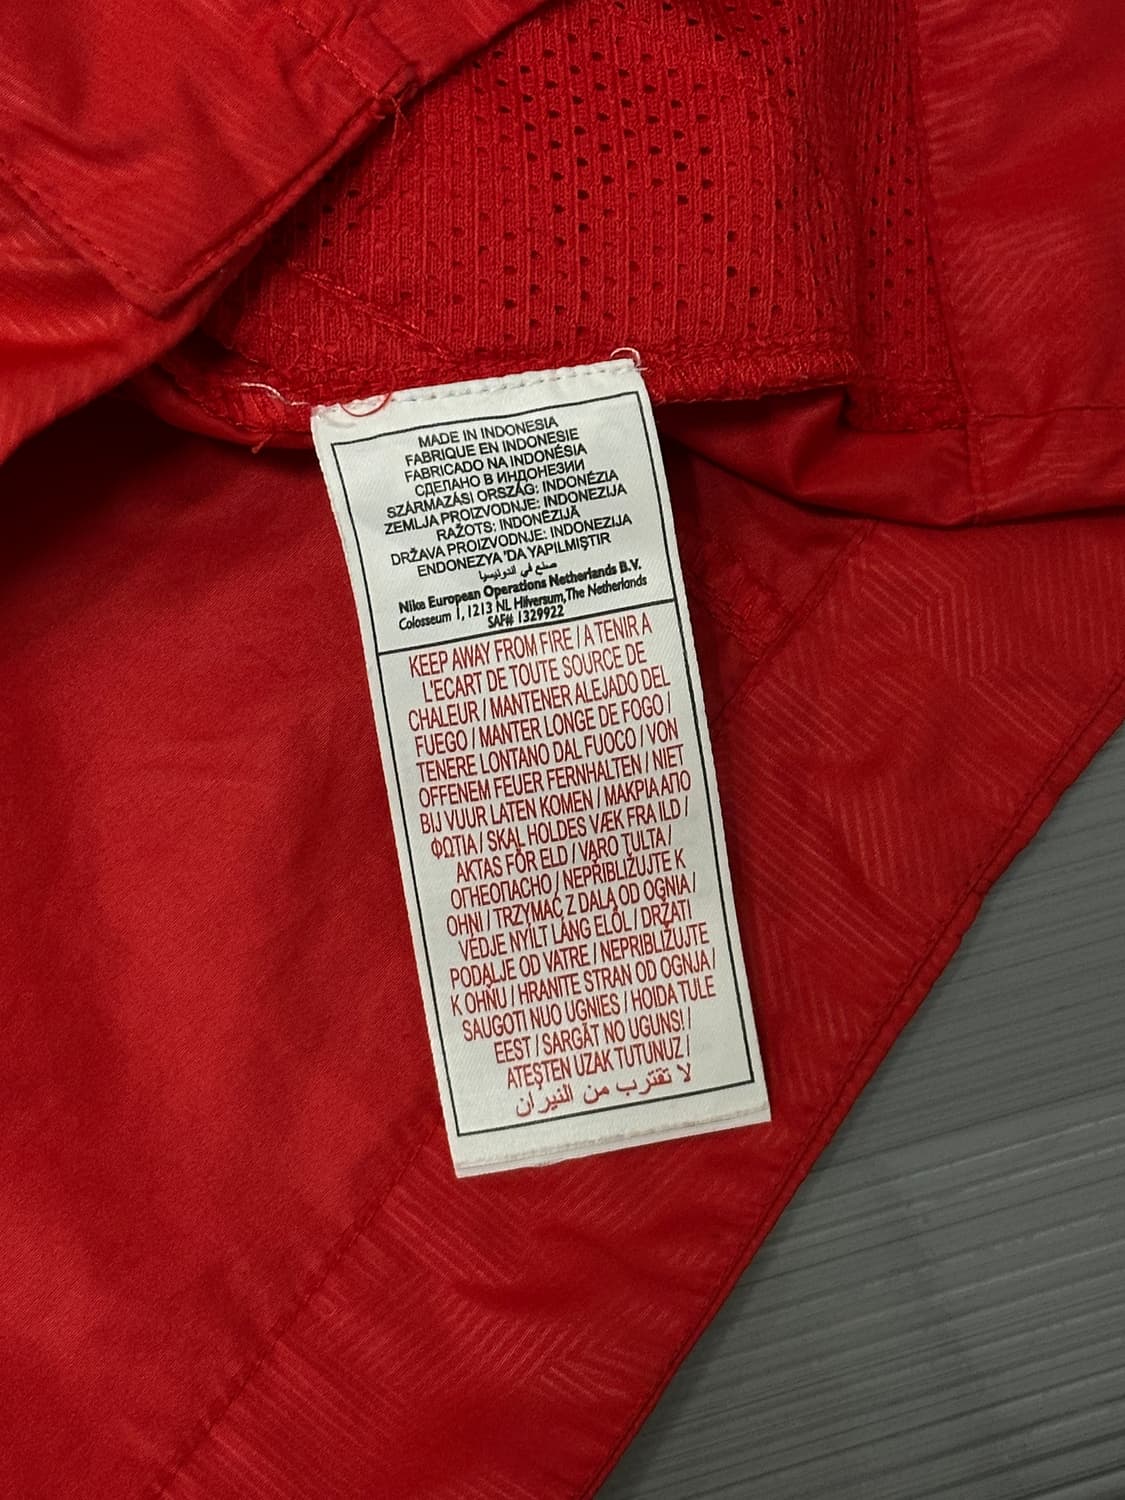 MADE IN INDONESIA
FABRIQUE EN INDONESIE
FABRICADO NA INDONÉSIA
СДЕЛАНО В ИНДОНЕЗИИ
SZÁRMAZÁSI ORSZÁG: INDONÉZIA
ZEMLJA PROIZVODNJE: INDONEZIJA
RAŽOTS: INDONĒZIJĀ
DRŽAVA PROIZVODNJE: INDONEZIJA
ENDONEZYA 'DA YAPILMIŞTIR
صنع في اندونيسيا
Nike European Operations Netherlands B.V.
Colosseum 1, 1213 NL Hilversum, The Netherlands
SAF# 1329922
KEEP AWAY FROM FIRE / A TENIR A
L'ECART DE TOUTE SOURCE DE
CHALEUR / MANTENER ALEJADO DEL
FUEGO / MANTER LONGE DE FOGO /
TENERE LONTANO DAL FUOCO / VON
OFFENEM FEUER FERNHALTEN / NIET
BIJ VUUR LATEN KOMEN / ΜΑΚΡΙΑ ΑΠΟ
ΦΩΤΙΑ / SKAL HOLDES VÆK FRA ILD /
AKTAS FÖR ELD / VARO TULTA /
ОГНЕОПАСНО / NEPŘIBLIŽUJTE K
OHNI / TRZYMAĆ Z DALA OD OGNIA /
VÉDJE NYÍLT LÁNG ELŐL / DRŽATI
PODALJE OD VATRE / NEPRIBLIŽUJTE
K OHŇU / HRANITE STRAN OD OGNJA /
SAUGOTI NUO UGNIES / HOIDA TULE
EEST / SARGĀT NO UGUNS! /
ATEŞTEN UZAK TUTUNUZ /
لا تقترب من النيران